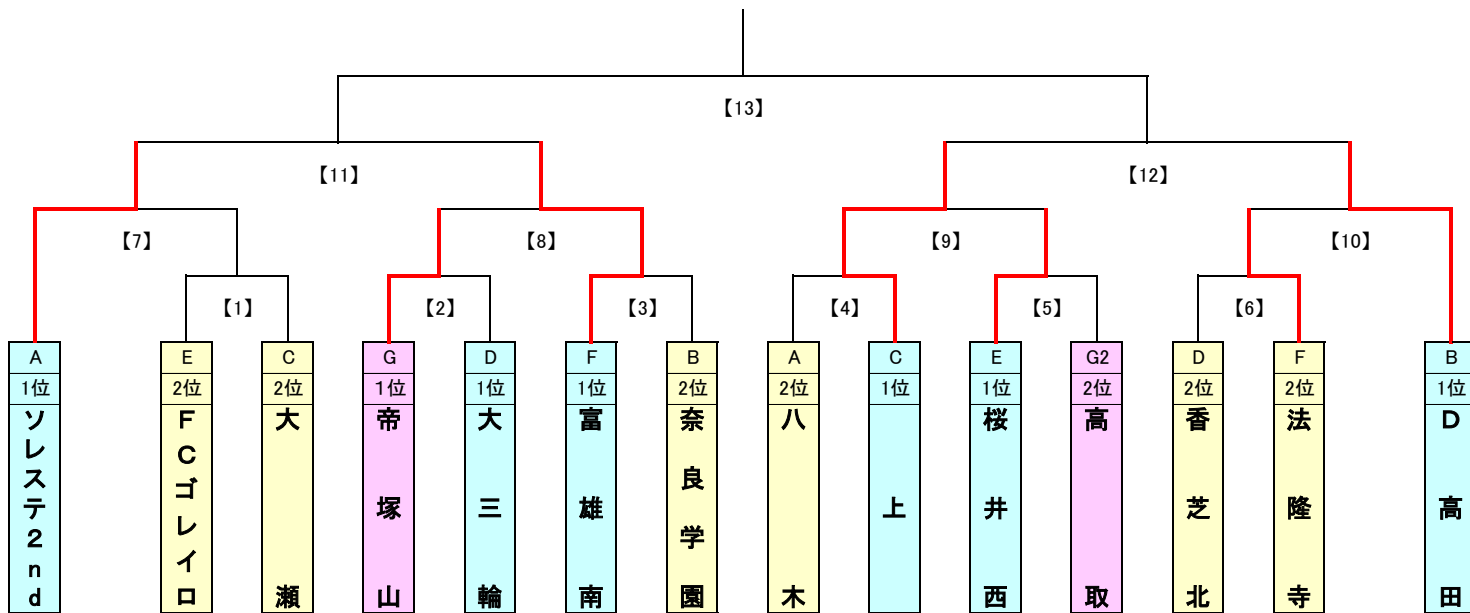 【13】
【11】
【12】
【7】
【8】
【9】
【10】
【1】
【2】
【3】
【4】
【5】
【6】
A
1位
ソレステ2nd
E
2位
FCゴレイロ
C
2位
大瀬
G
1位
帝塚山
D
1位
大三輪
F
1位
富雄南
B
2位
奈良学園
A
2位
八木
C
1位
上
E
1位
桜井西
G2
2位
高取
D
2位
香芝北
F
2位
法隆寺
B
1位
D高田